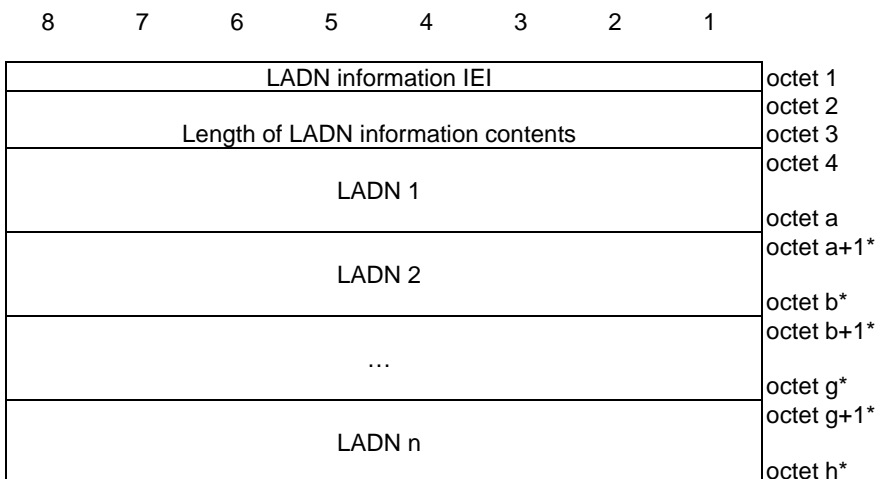 8 7 6 5 4 3 2 1
LADN information IEI octet 1
octet 2
Length of LADN information contents octet 3
octet 4
LADN 1
octet a
octet a+1*
LADN 2
octet b*
octet b+1*
…
octet g*
octet g+1*
LADN n
octet h*